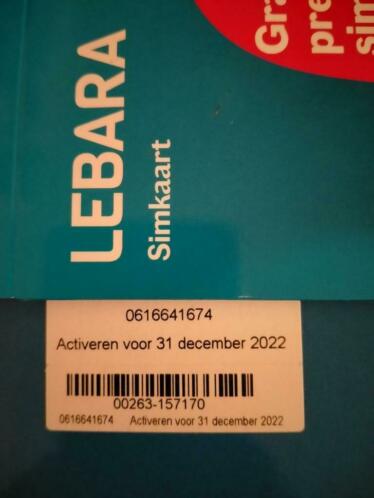 LEBARA
Simkaart
Gra
pre
sim
0616641674
Activeren voor 31 december 2022
00263-157170
0616641674 Activeren voor 31 december 2022